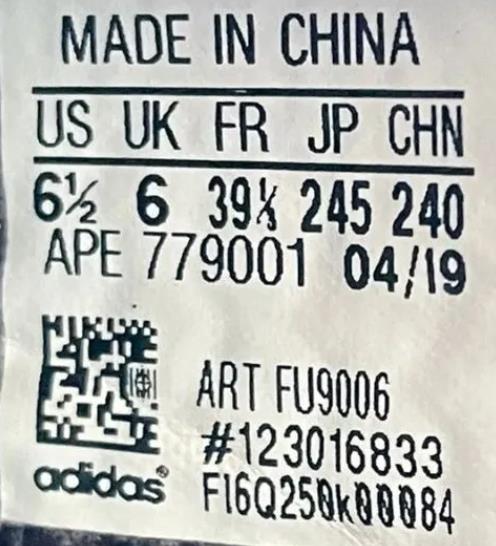 MADE IN CHINA
US UK FR JP CHN
6½ 6 39⅓ 245 240
APE 779001 04/19
ART FU9006
#123016833
adidas® F16Q250k00084